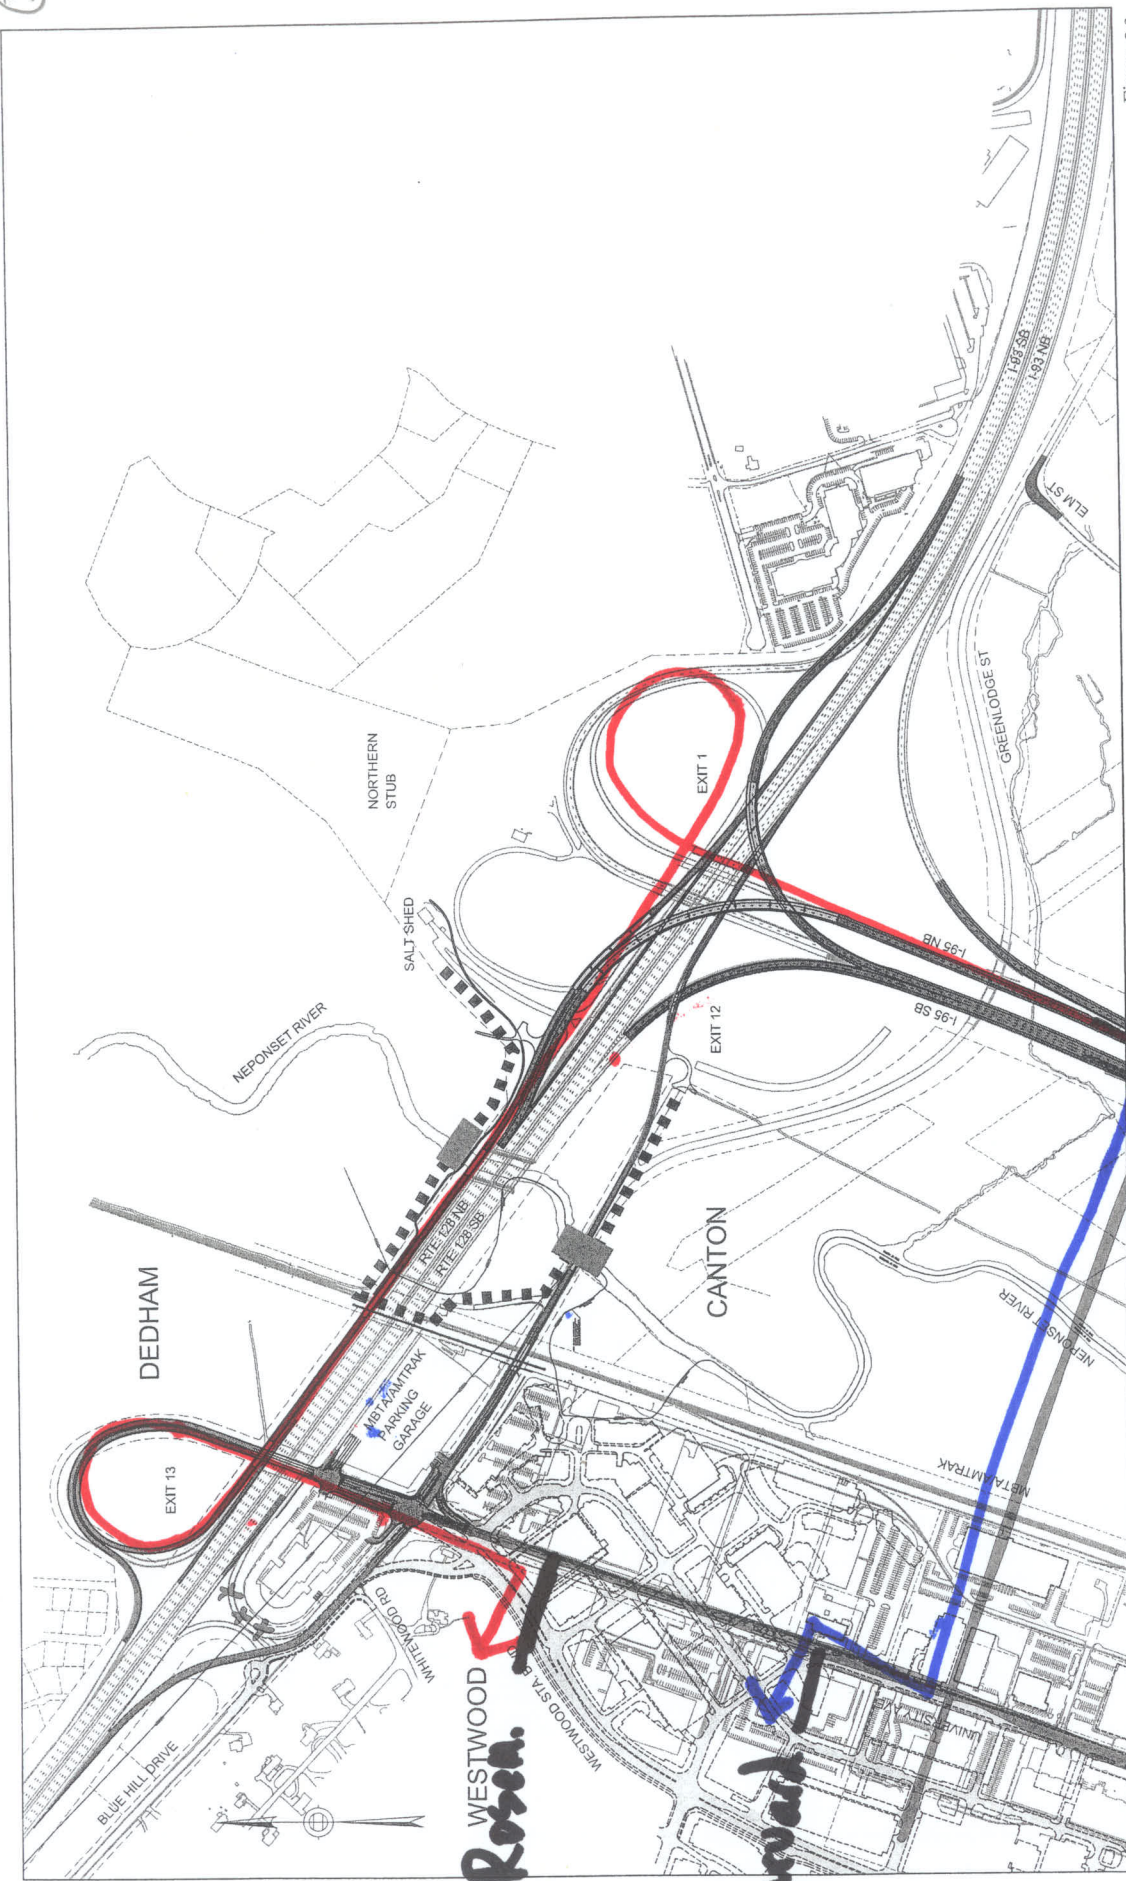 DEDHAM
NEPONSET RIVER
NORTHERN
STUB
SALT SHED
EXIT 13
RTE 128 NB
RTE 128 SB
MBTA/AMTRAK
PARKING
GARAGE
BLUE HILL DRIVE
WHITEWOOD RD
WESTWOOD
WESTWOOD STA. BLVD
UNIVERSITY AVE
MBTA/AMTRAK
CANTON
NEPONSET RIVER
EXIT 12
I-95 NB
I-95 SB
EXIT 1
GREENLODGE ST
ELM ST
I-93 SB
I-93 NB